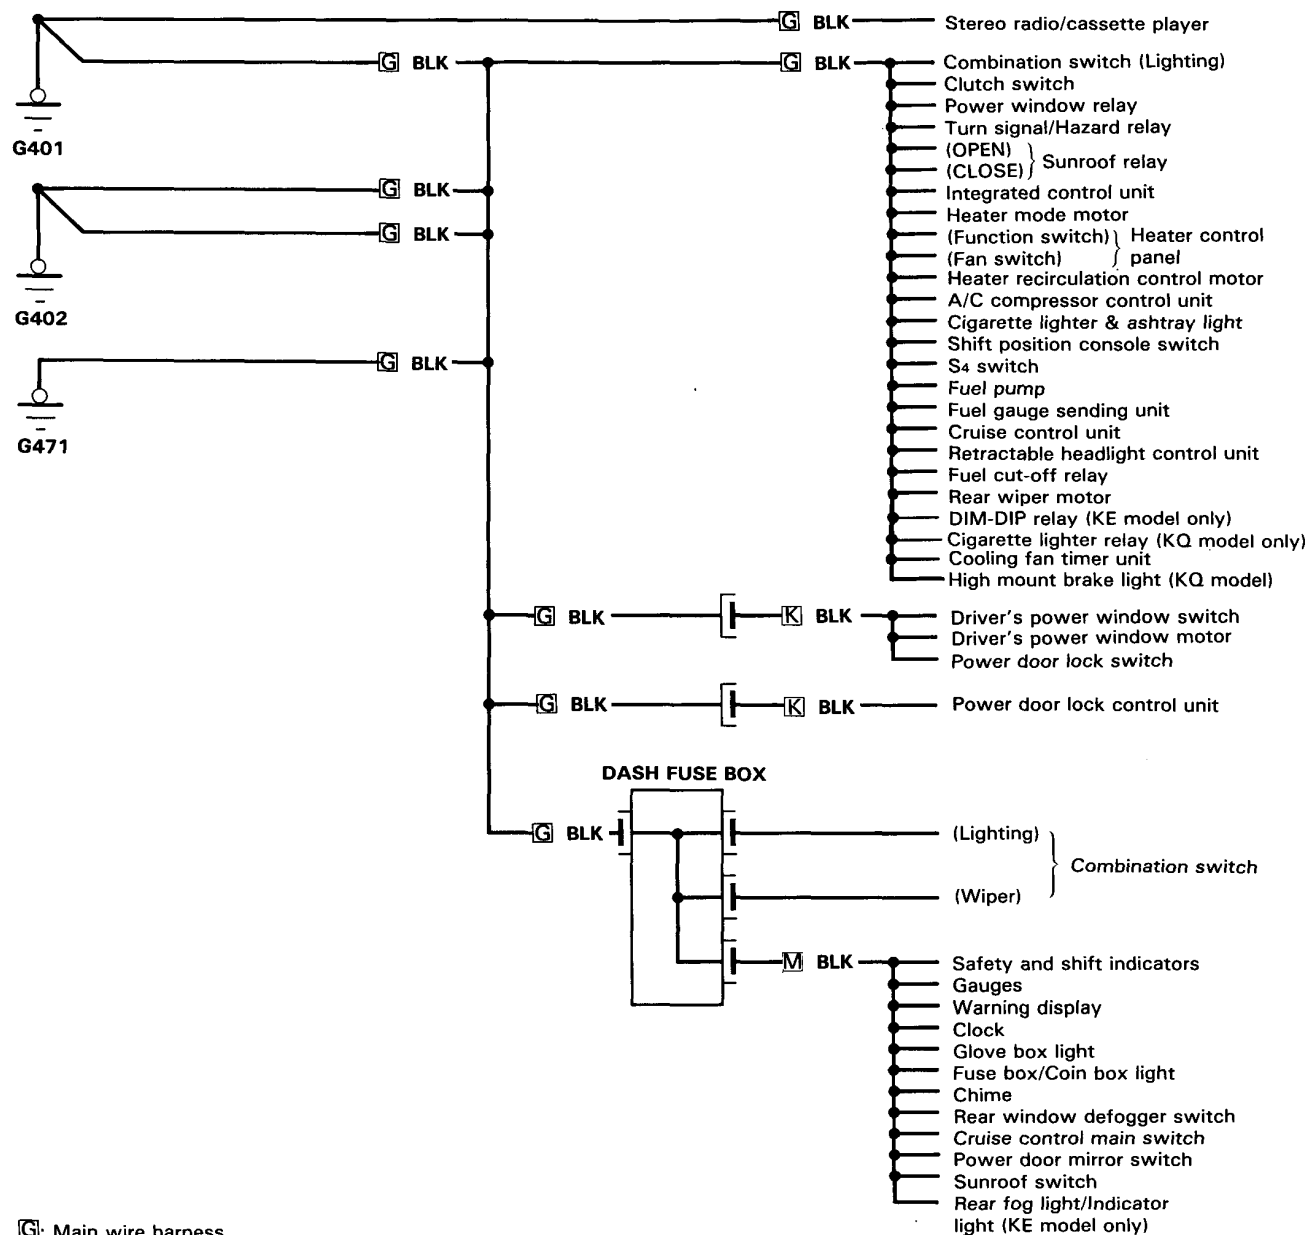 G BLK Stereo radio/cassette player
G BLK G BLK Combination switch (Lighting)
Clutch switch
Power window relay
Turn signal/Hazard relay
G401
(OPEN)
(CLOSE) Sunroof relay
G BLK Integrated control unit
Heater mode motor
G BLK (Function switch) Heater control
(Fan switch) panel
Heater recirculation control motor
A/C compressor control unit
G402
Cigarette lighter & ashtray light
Shift position console switch
G BLK S4 switch
Fuel pump
Fuel gauge sending unit
Cruise control unit
G471
Retractable headlight control unit
Fuel cut-off relay
Rear wiper motor
DIM-DIP relay (KE model only)
Cigarette lighter relay (KQ model only)
Cooling fan timer unit
High mount brake light (KQ model)
G BLK K BLK Driver's power window switch
Driver's power window motor
Power door lock switch
G BLK K BLK Power door lock control unit
DASH FUSE BOX
G BLK (Lighting)
Combination switch
(Wiper)
M BLK Safety and shift indicators
Gauges
Warning display
Clock
Glove box light
Fuse box/Coin box light
Chime
Rear window defogger switch
Cruise control main switch
Power door mirror switch
Sunroof switch
Rear fog light/Indicator
light (KE model only)
G: Main wire harness